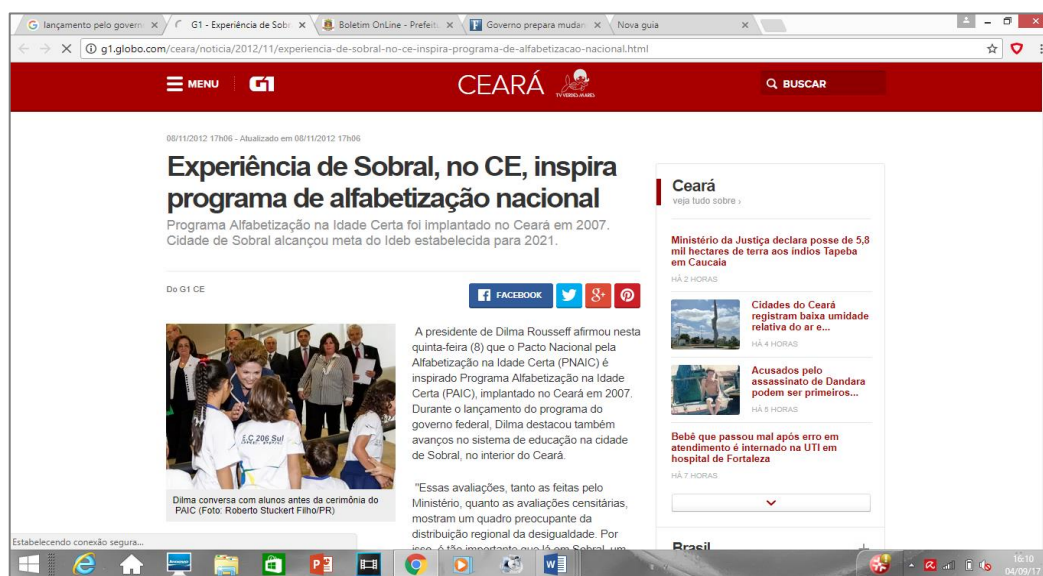 lançamento pelo govern
G1 - Experiência de Sobr
Boletim OnLine - Prefeit
Governo prepara mudan
Nova guia
g1.globo.com/ceara/noticia/2012/11/experiencia-de-sobral-no-ce-inspira-programa-de-alfabetizacao-nacional.html
MENU
G1
CEARÁ
TV VERDES MARES
BUSCAR
08/11/2012 17h06 - Atualizado em 08/11/2012 17h06
Experiência de Sobral, no CE, inspira
programa de alfabetização nacional
Programa Alfabetização na Idade Certa foi implantado no Ceará em 2007.
Cidade de Sobral alcançou meta do Ideb estabelecida para 2021.
Do G1 CE
FACEBOOK
8+
E.C. 206 Sul
Dilma conversa com alunos antes da cerimônia do
PAIC (Foto: Roberto Stuckert Filho/PR)
A presidente de Dilma Rousseff afirmou nesta
quinta-feira (8) que o Pacto Nacional pela
Alfabetização na Idade Certa (PNAIC) é
inspirado Programa Alfabetização na Idade
Certa (PAIC), implantado no Ceará em 2007.
Durante o lançamento do programa do
governo federal, Dilma destacou também
avanços no sistema de educação na cidade
de Sobral, no interior do Ceará.
"Essas avaliações, tanto as feitas pelo
Ministério, quanto as avaliações censitárias,
mostram um quadro preocupante da
distribuição regional da desigualdade. Por
isso, é tão importante que lá em Sobral, um
Ceará
veja tudo sobre ›
Ministério da Justiça declara posse de 5,8
mil hectares de terra aos índios Tapeba
em Caucaia
HÁ 2 HORAS
Cidades do Ceará
registram baixa umidade
relativa do ar e...
HÁ 4 HORAS
Acusados pelo
assassinato de Dandara
podem ser primeiros...
HÁ 5 HORAS
Bebê que passou mal após erro em
atendimento é internado na UTI em
hospital de Fortaleza
HÁ 7 HORAS
Brasil
Estabelecendo conexão segura...
16:10
04/09/17